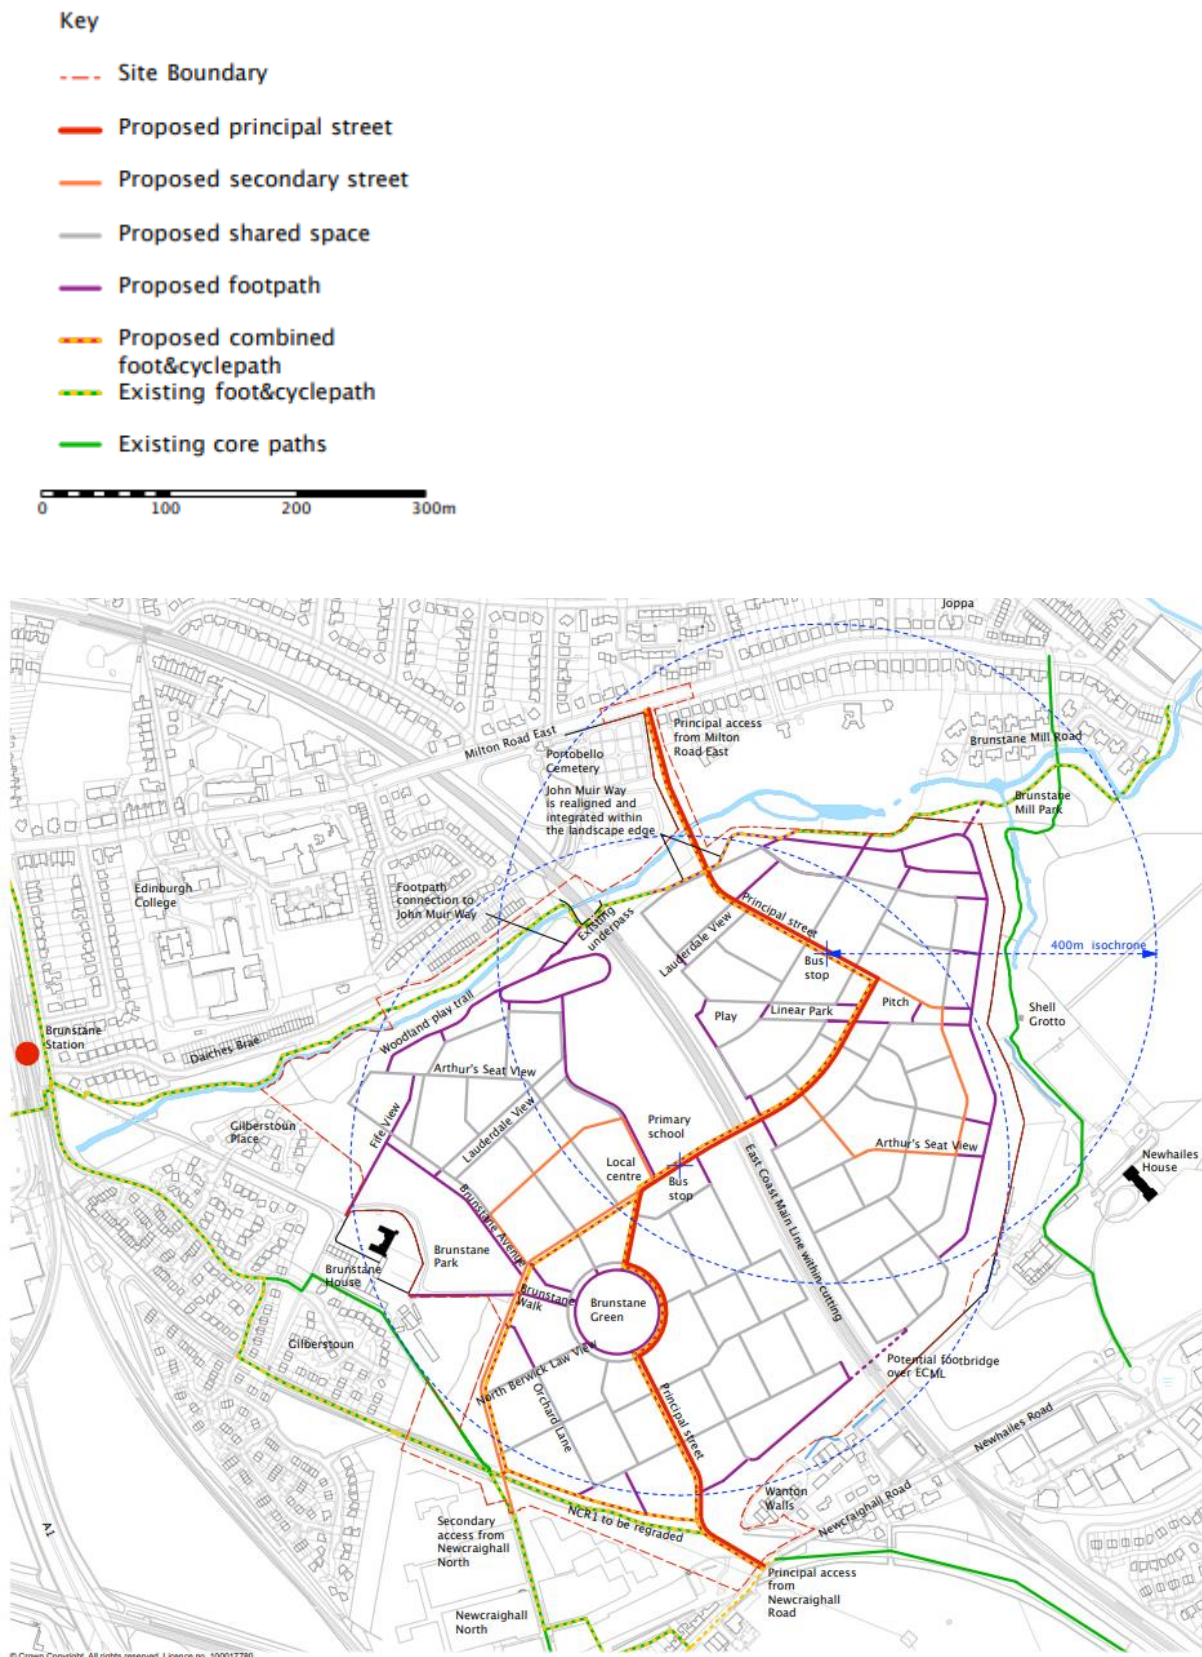 Key
Site Boundary
Proposed principal street
Proposed secondary street
Proposed shared space
Proposed footpath
Proposed combined
foot&cyclepath
Existing foot&cyclepath
Existing core paths
0 100 200 300m
Joppa
Milton Road East
Principal access
from Milton
Road East
Brunstane Mill Road
Portobello
Cemetery
John Muir Way
is realigned and
integrated within
the landscape edge
Brunstane
Mill Park
Edinburgh
College
Footpath
connection to
John Muir Way
Existing
underpass
Principal street
Lauderdale View
400m isochrone
Bus
stop
Pitch
Linear Park
Play
Shell
Grotto
Woodland play trail
Brunstane
Station
Daiches Brae
Arthur's Seat View
Gilberstoun
Place
Fife View
Lauderdale View
Primary
school
Arthur's Seat View
Local
centre
Bus
stop
East Coast Main Line within cutting
Newhailes
House
Brunstane Avenue
Brunstane
Park
Brunstane
House
Brunstane
Walk
Brunstane
Green
Gilberstoun
North Berwick Law View
Potential footbridge
over ECML
Orchard Lane
Principal street
Newhailes Road
Wanton
Walls
Newcraighall Road
NCR1 to be regraded
A1
Secondary
access from
Newcraighall
North
Principal access
from
Newcraighall
Road
Newcraighall
North
© Crown Copyright. All rights reserved. Licence no. 100017780